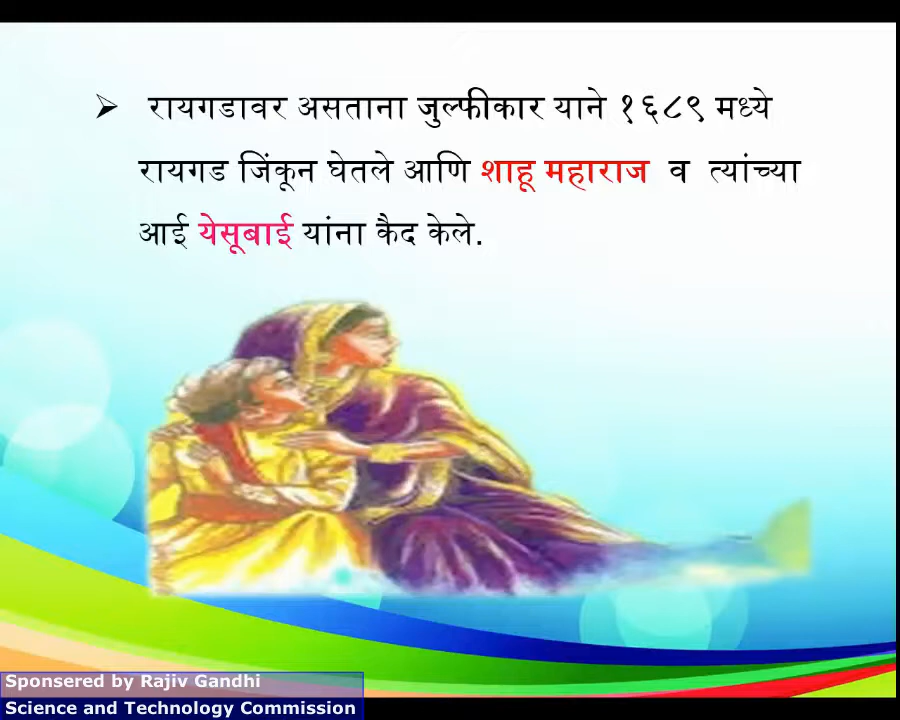 ➢ रायगडावर असताना जुल्फीकार याने १६८९ मध्ये
रायगड जिंकून घेतले आणि शाहू महाराज व त्यांच्या
आई येसूबाई यांना कैद केले.
Sponsered by Rajiv Gandhi
Science and Technology Commission